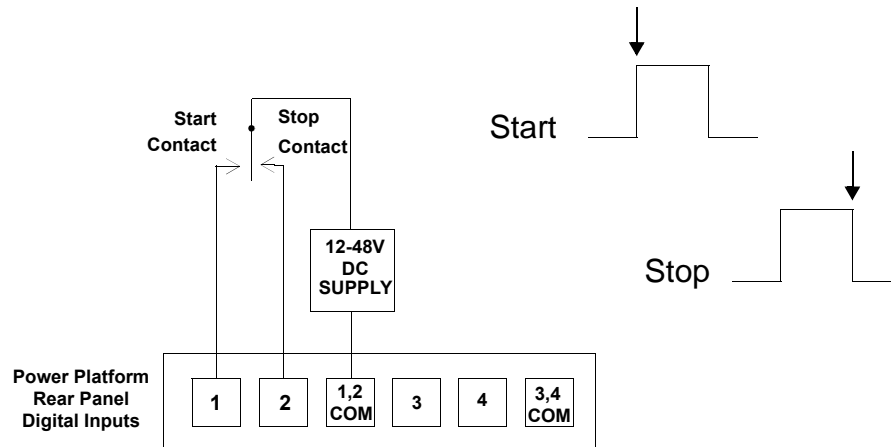 Start
Contact
Stop
Contact
Start
12-48V
DC
SUPPLY
Stop
Power Platform
Rear Panel
Digital Inputs
1
2
1,2
COM
3
4
3,4
COM